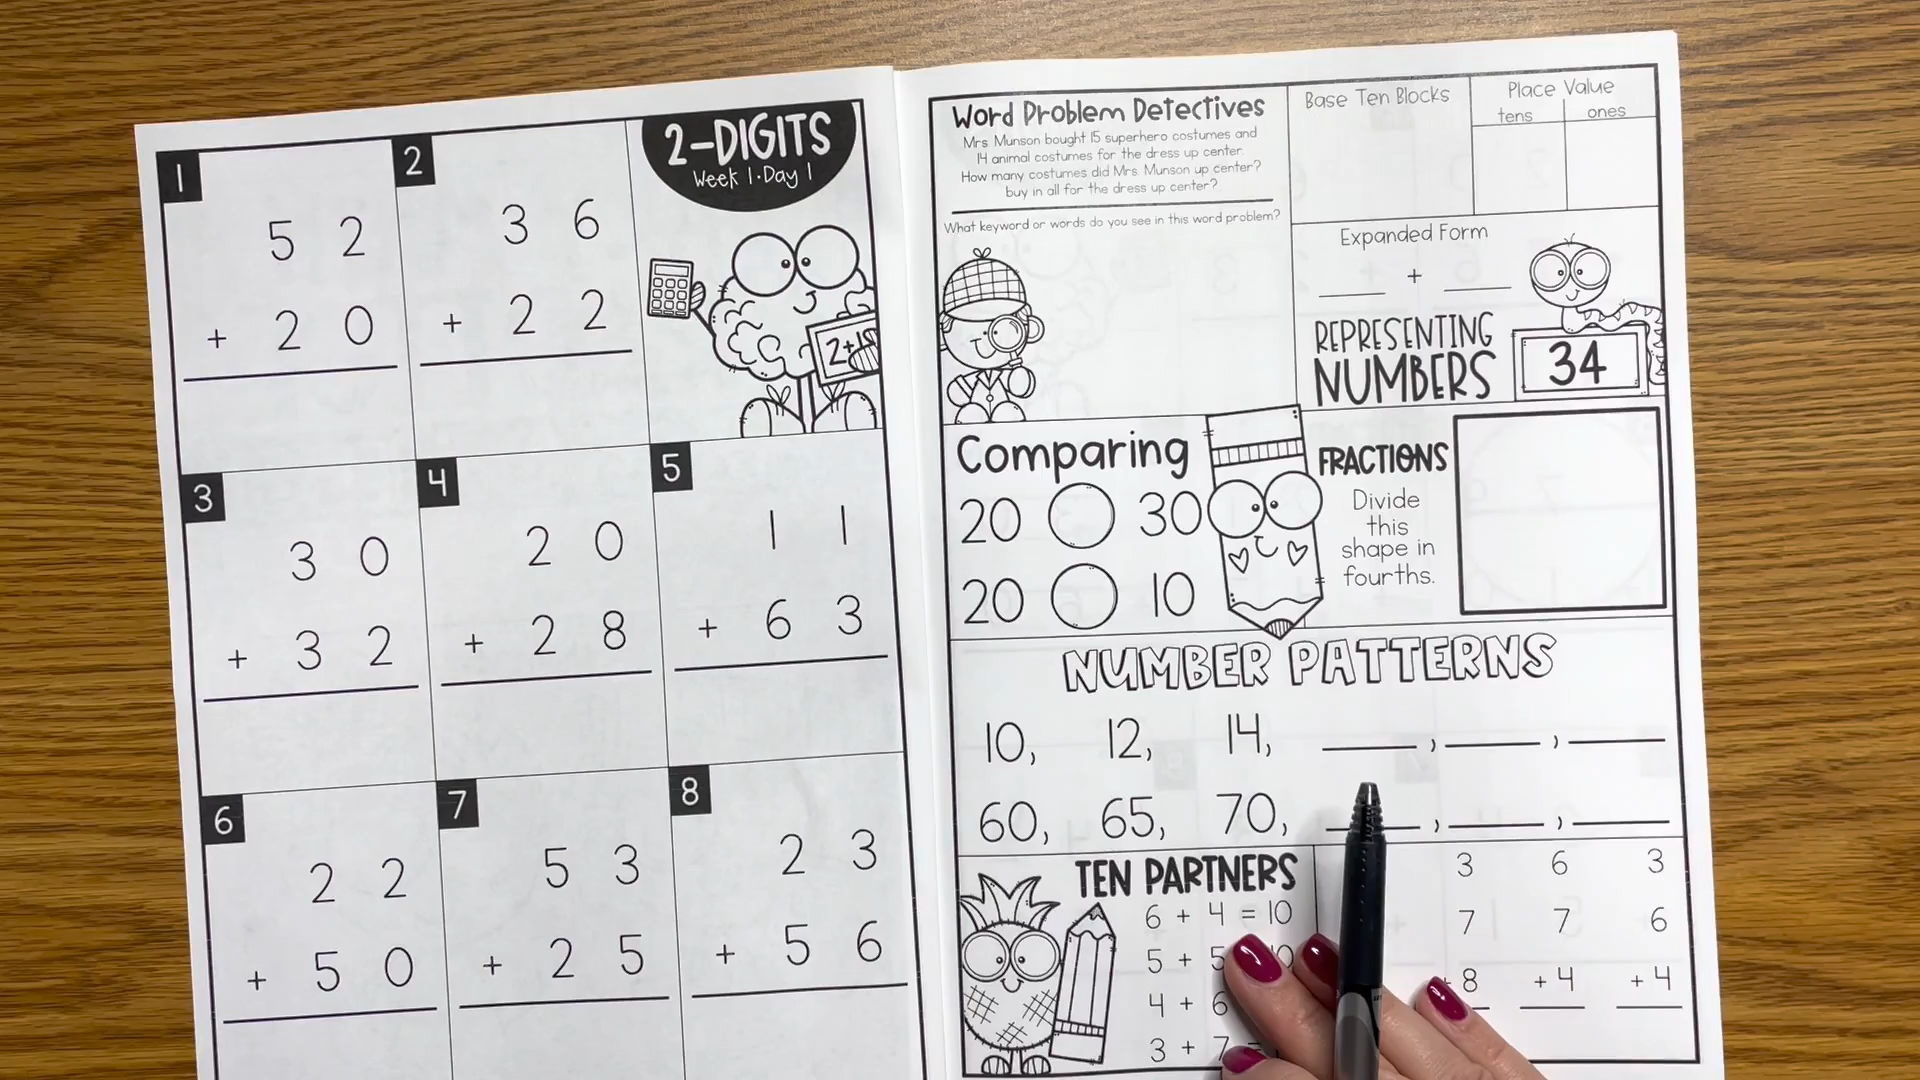 1
5 2
+ 2 0
2
3 6
+ 2 2
2-DIGITS
Week 1·Day 1
3
3 0
+ 3 2
4
2 0
+ 2 8
5
1 1
+ 6 3
6
2 2
+ 5 0
7
5 3
+ 2 5
8
2 3
+ 5 6
Word Problem Detectives
Mrs. Munson bought 15 superhero costumes and
14 animal costumes for the dress up center.
How many costumes did Mrs. Munson up center?
buy in all for the dress up center?
What keyword or words do you see in this word problem?
Base Ten Blocks
Place Value
tens ones
Expanded Form
+
REPRESENTING
NUMBERS
34
Comparing
20 30
20 10
FRACTIONS
Divide
this
shape in
fourths.
NUMBER PATTERNS
10, 12, 14, ____, ____, ____
60, 65, 70, ____, ____, ____
TEN PARTNERS
6 + 4 = 10
5 + 5
4 + 6
3 + 7 =
3 6 3
7 7 6
+8 +4 +4